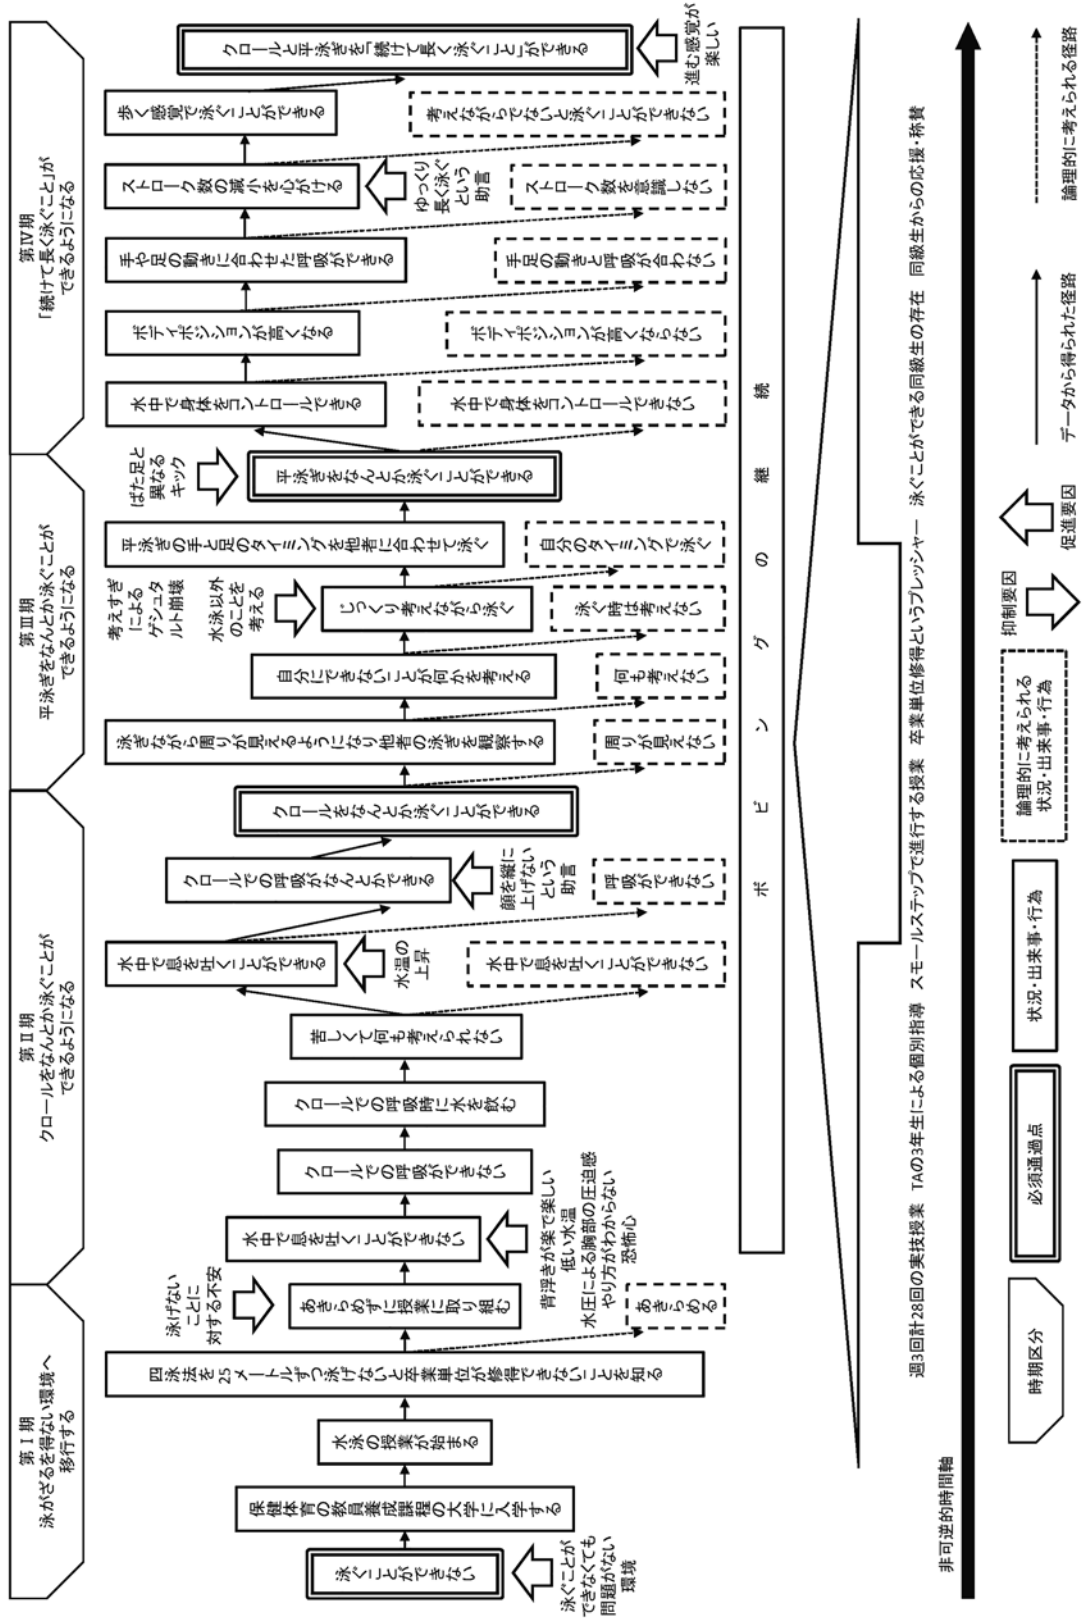 第Ⅰ期
泳がざるを得ない環境へ
移行する
第Ⅱ期
クロールをなんとか泳ぐことが
できるようになる
第Ⅲ期
平泳ぎをなんとか泳ぐことが
できるようになる
第Ⅳ期
「続けて長く泳ぐこと」が
できるようになる
泳ぐことができない
泳ぐことが
できなくても
問題がない
環境
保健体育の教員養成課程の大学に入学する
水泳の授業が始まる
四泳法を25メートルずつ泳げないと卒業単位が修得できないことを知る
泳げない
ことに
対する不安
あきらめずに授業に取り組む
あきらめる
水中で息を吐くことができない
背浮きが楽で楽しい
低い水温
水圧による胸部の圧迫感
やり方がわからない
恐怖心
クロールでの呼吸ができない
クロールでの呼吸時に水を飲む
苦しくて何も考えられない
水中で息を吐くことができる
水温の
上昇
水中で息を吐くことができない
クロールでの呼吸がなんとかできる
顔を縦に
上げない
という
助言
呼吸ができない
クロールをなんとか泳ぐことができる
泳ぎながら周りが見えるようになり他者の泳ぎを観察する
周りが見えない
自分にできないことが何かを考える
何も考えない
考えすぎ
による
ゲシュタ
ルト崩壊
水泳以外
のことを
考える
じっくり考えながら泳ぐ
泳ぐ時は考えない
平泳ぎの手と足のタイミングを他者に合わせて泳ぐ
自分のタイミングで泳ぐ
ばた足と
異なる
キック
平泳ぎをなんとか泳ぐことができる
水中で身体をコントロールできる
水中で身体をコントロールできない
ボディポジションが高くなる
ボディポジションが高くならない
手や足の動きに合わせた呼吸ができる
手足の動きと呼吸が合わない
ストローク数の減少を心がける
ゆっくり
長く泳ぐ
という
助言
ストローク数を意識しない
歩く感覚で泳ぐことができる
考えながらでないと泳ぐことができない
クロールと平泳ぎを「続けて長く泳ぐこと」ができる
進む感覚が
楽しい
ボビングの継続
週3回計28回の実技授業　TAの3年生による個別指導　スモールステップで進行する授業　卒業単位修得というプレッシャー　泳ぐことができる同級生の存在　同級生からの応援・称賛
非可逆的時間軸
時期区分
必須通過点
状況・出来事・行為
論理的に考えられる
状況・出来事・行為
抑制要因
促進要因
データから得られた径路
論理的に考えられる径路